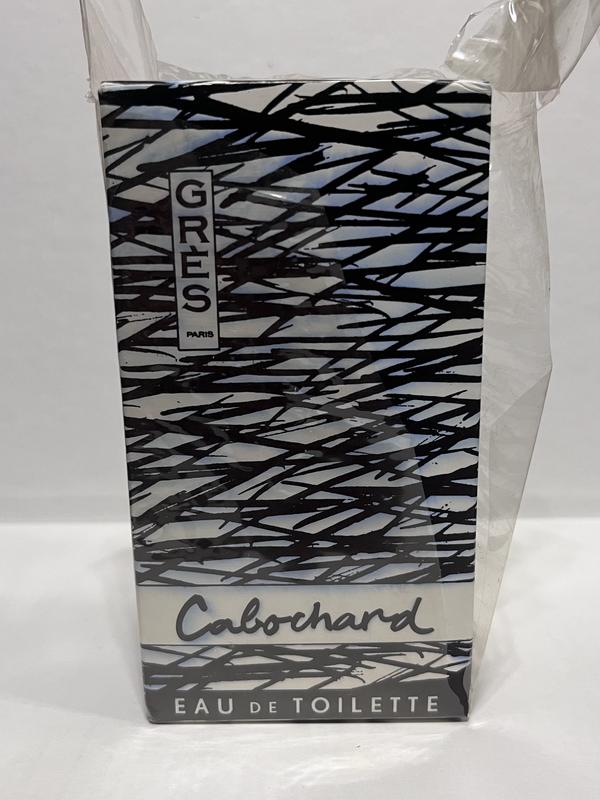 GRES
PARIS
Cabochard
EAU DE TOILETTE